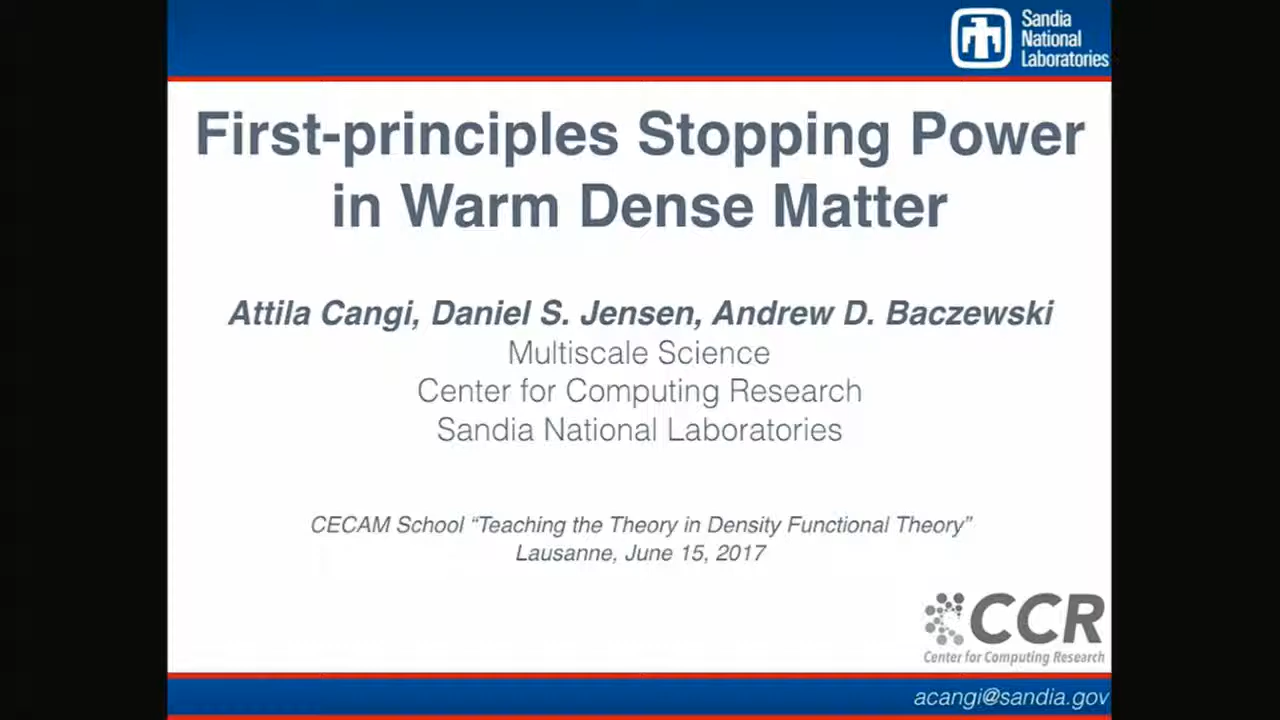 Sandia
National
Laboratories
First-principles Stopping Power
in Warm Dense Matter
Attila Cangi, Daniel S. Jensen, Andrew D. Baczewski
Multiscale Science
Center for Computing Research
Sandia National Laboratories
CECAM School “Teaching the Theory in Density Functional Theory”
Lausanne, June 15, 2017
CCR
Center for Computing Research
acangi@sandia.gov